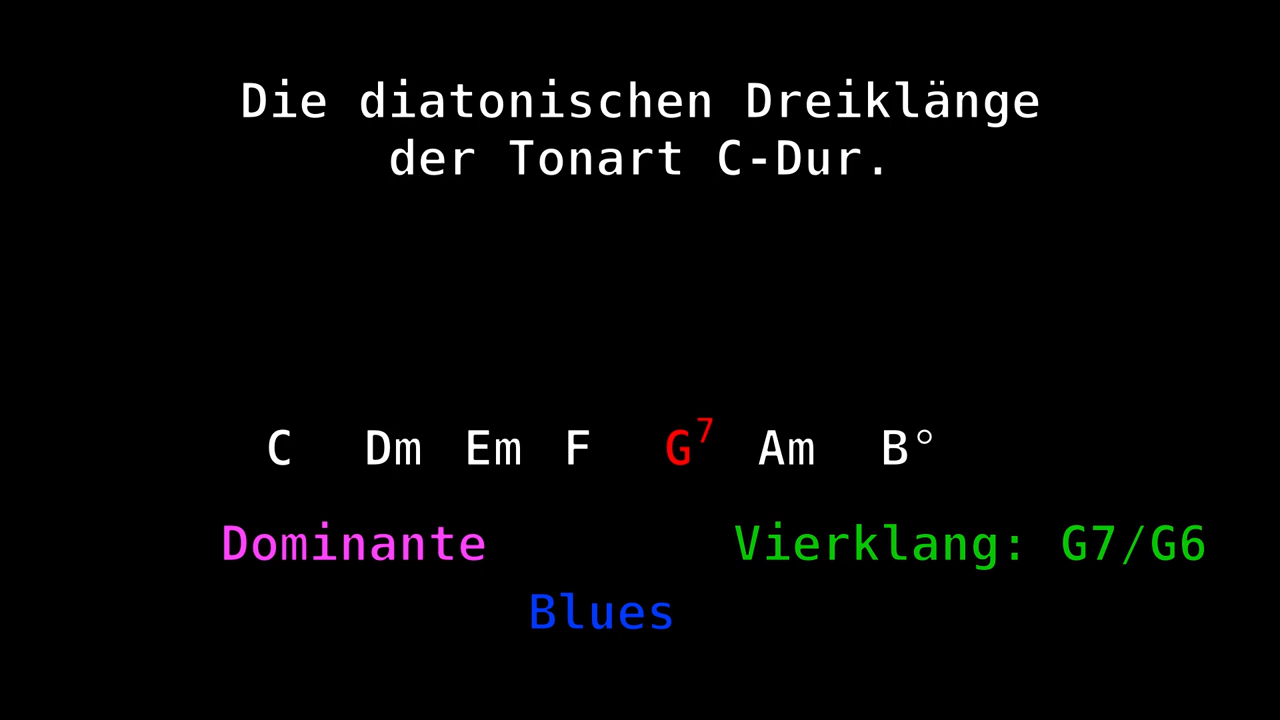 Die diatonischen Dreiklänge
der Tonart C-Dur.
C Dm Em F G⁷ Am B°
Dominante Vierklang: G7/G6
Blues